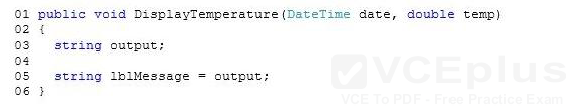 01 public void DisplayTemperature(DateTime date, double temp)
02 {
03   string output;
04
05   string lblMessage = output;
06 }
VCEplus
VCE To PDF - Free Practice Exam